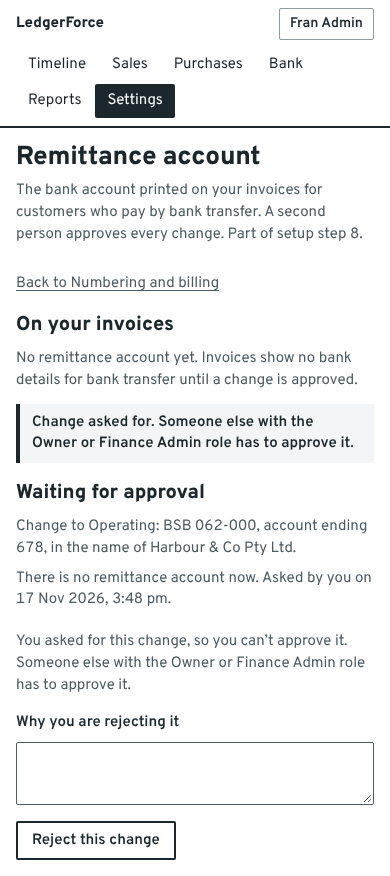 LedgerForce
Fran Admin
Timeline Sales Purchases Bank
Reports Settings
Remittance account
The bank account printed on your invoices for
customers who pay by bank transfer. A second
person approves every change. Part of setup step 8.
Back to Numbering and billing
On your invoices
No remittance account yet. Invoices show no bank
details for bank transfer until a change is approved.
Change asked for. Someone else with the
Owner or Finance Admin role has to approve it.
Waiting for approval
Change to Operating: BSB 062-000, account ending
678, in the name of Harbour & Co Pty Ltd.
There is no remittance account now. Asked by you on
17 Nov 2026, 3:48 pm.
You asked for this change, so you can’t approve it.
Someone else with the Owner or Finance Admin role
has to approve it.
Why you are rejecting it
Reject this change